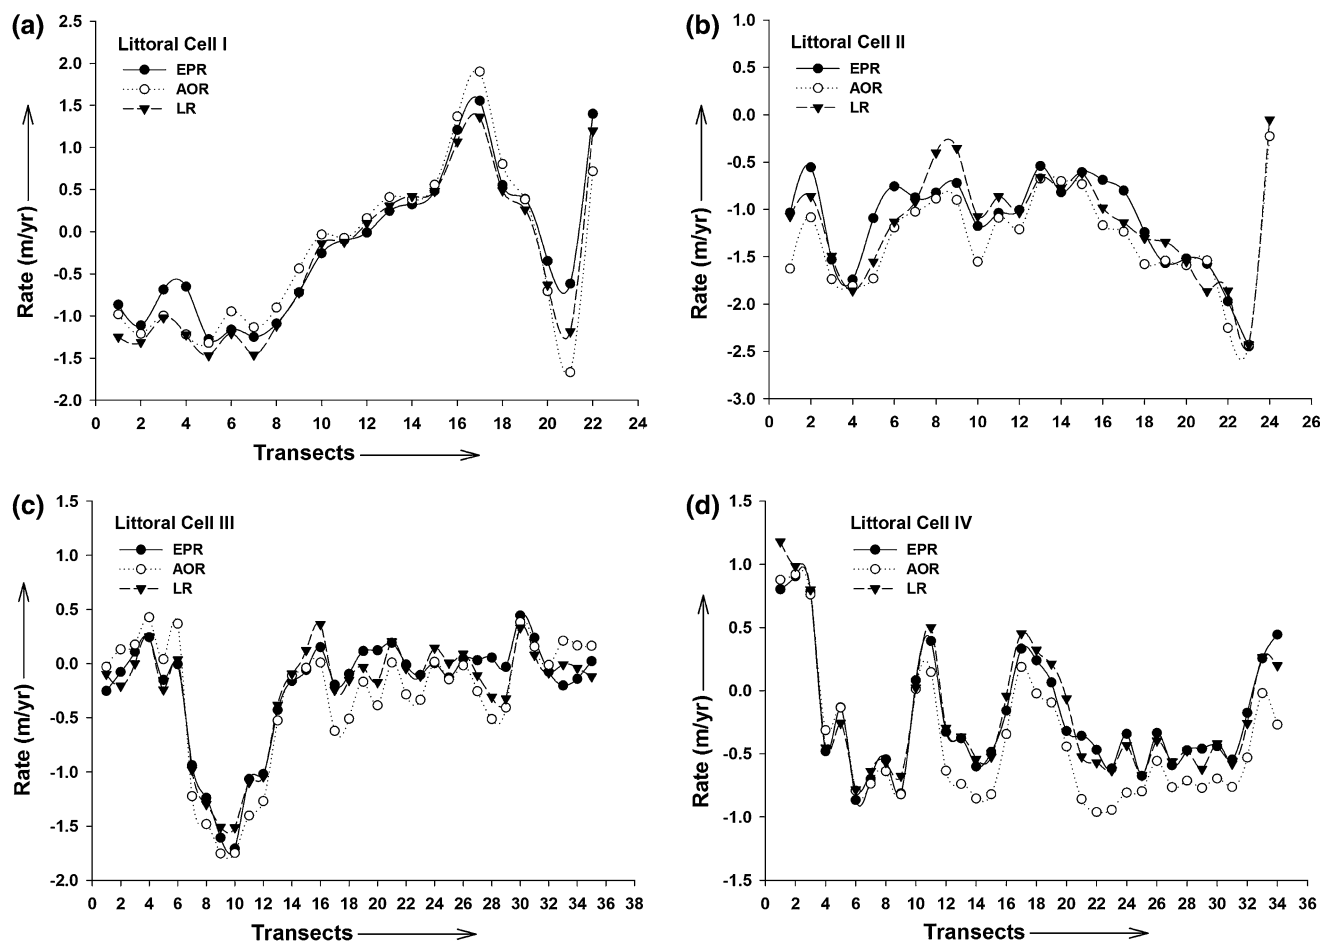 (a)
Littoral Cell I
EPR
AOR
LR
2.5
2.0
1.5
1.0
0.5
0.0
-0.5
-1.0
-1.5
-2.0
Rate (m/yr)
0 2 4 6 8 10 12 14 16 18 20 22 24
Transects
(b)
Littoral Cell II
EPR
AOR
LR
1.0
0.5
0.0
-0.5
-1.0
-1.5
-2.0
-2.5
-3.0
Rate (m/yr)
0 2 4 6 8 10 12 14 16 18 20 22 24 26
(c)
Littoral Cell III
EPR
AOR
LR
1.5
1.0
0.5
0.0
-0.5
-1.0
-1.5
-2.0
Rate (m/yr)
0 2 4 6 8 10 12 14 16 18 20 22 24 26 28 30 32 34 36 38
Transects
(d)
Littoral Cell IV
EPR
AOR
LR
1.5
1.0
0.5
0.0
-0.5
-1.0
-1.5
Rate (m/yr)
0 2 4 6 8 10 12 14 16 18 20 22 24 26 28 30 32 34 36
Transects